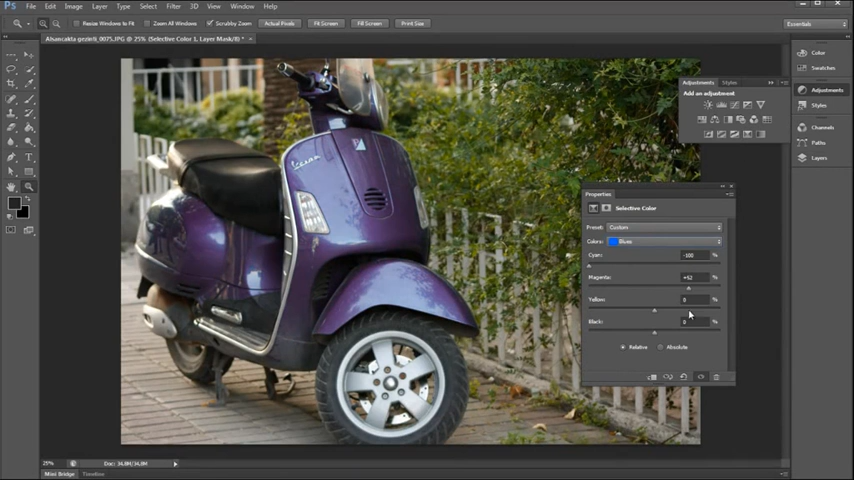 Ps File Edit Image Layer Type Select Filter 3D View Window Help
Resize Windows to Fit Zoom All Windows Scrubby Zoom Actual Pixels Fit Screen Fill Screen Print Size Essentials
Alsancakta gezinti_0075.JPG @ 25% (Selective Color 1, Layer Mask/8) * ×
Color
Swatches
Adjustments
Styles
Channels
Paths
Layers
Adjustments Styles
Add an adjustment
Vespa
Properties
Selective Color
Preset: Custom
Colors: Blues
Cyan: -100 %
Magenta: +52 %
Yellow: 0 %
Black: 0 %
Relative Absolute
25% Doc: 34.8M/34.8M
Mini Bridge Timeline